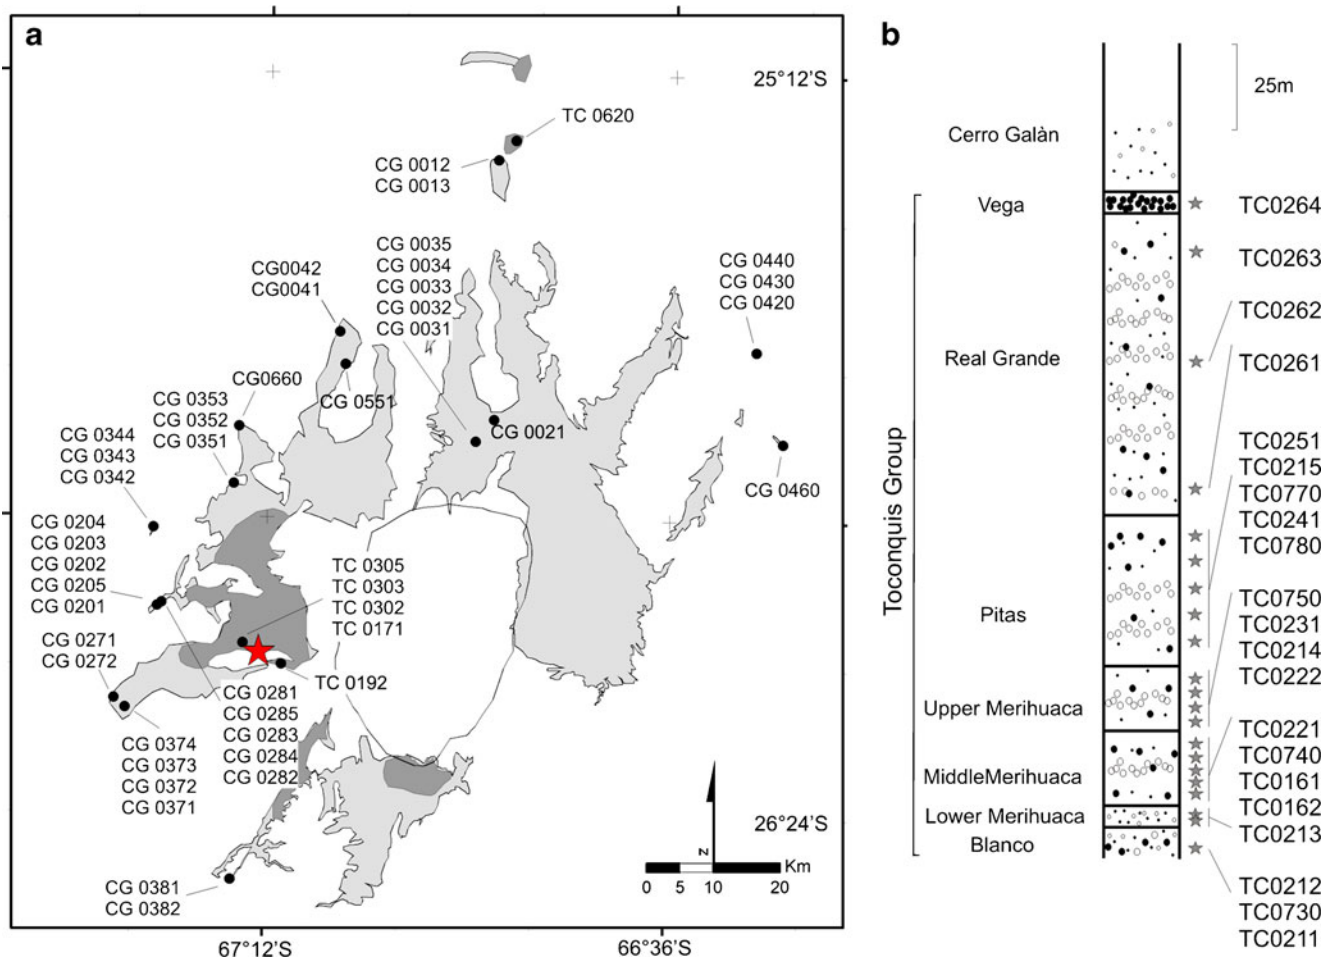 a
25°12'S
TC 0620
CG 0012
CG 0013
CG 0035
CG 0034
CG 0033
CG 0032
CG 0031
CG0042
CG0041
CG 0440
CG 0430
CG 0420
CG0660
CG 0551
CG 0353
CG 0352
CG 0351
CG 0021
CG 0344
CG 0343
CG 0342
CG 0460
CG 0204
CG 0203
CG 0202
CG 0205
CG 0201
TC 0305
TC 0303
TC 0302
TC 0171
CG 0271
CG 0272
TC 0192
CG 0281
CG 0285
CG 0283
CG 0284
CG 0282
CG 0374
CG 0373
CG 0372
CG 0371
26°24'S
N
Km
0 5 10 20
CG 0381
CG 0382
67°12'S
66°36'S
b
25m
Cerro Galàn
Vega
Real Grande
Pitas
Upper Merihuaca
MiddleMerihuaca
Lower Merihuaca
Blanco
Toconquis Group
TC0264
TC0263
TC0262
TC0261
TC0251
TC0215
TC0770
TC0241
TC0780
TC0750
TC0231
TC0214
TC0222
TC0221
TC0740
TC0161
TC0162
TC0213
TC0212
TC0730
TC0211